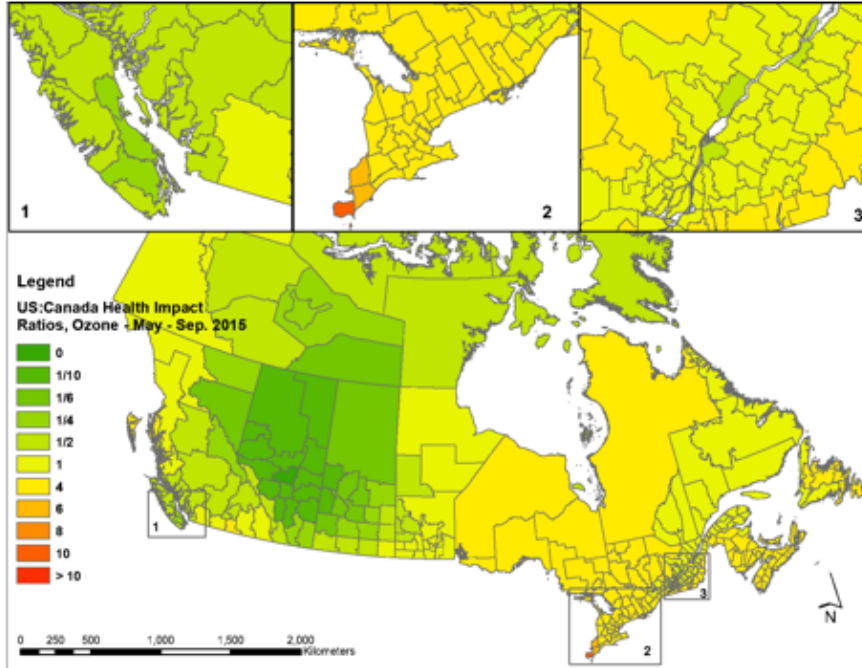 1
2
3
Legend
US:Canada Health Impact
Ratios, Ozone - May - Sep. 2015
0
1/10
1/6
1/4
1/2
1
4
6
8
10
> 10
1
2
3
N
0 250 500 1,000 1,500 2,000
Kilometers